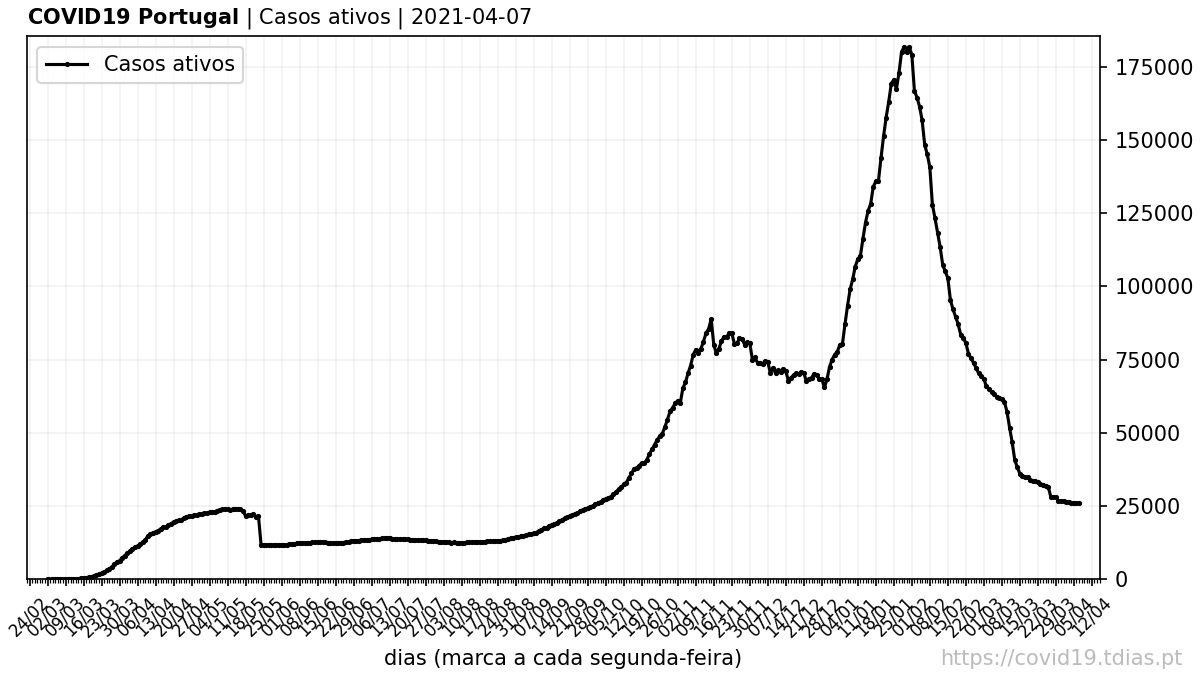 COVID19 Portugal | Casos ativos | 2021-04-07
Casos ativos
175000
150000
125000
100000
75000
50000
25000
0
24/02 02/03 09/03 16/03 23/03 30/03 06/04 13/04 20/04 27/04 04/05 11/05 18/05 25/05 01/06 08/06 15/06 22/06 29/06 06/07 13/07 20/07 27/07 03/08 10/08 17/08 24/08 31/08 07/09 14/09 21/09 28/09 05/10 12/10 19/10 26/10 02/11 09/11 16/11 23/11 30/11 07/12 14/12 21/12 28/12 04/01 11/01 18/01 25/01 01/02 08/02 15/02 22/02 01/03 08/03 15/03 22/03 29/03 05/04 12/04
dias (marca a cada segunda-feira)
https://covid19.tdias.pt